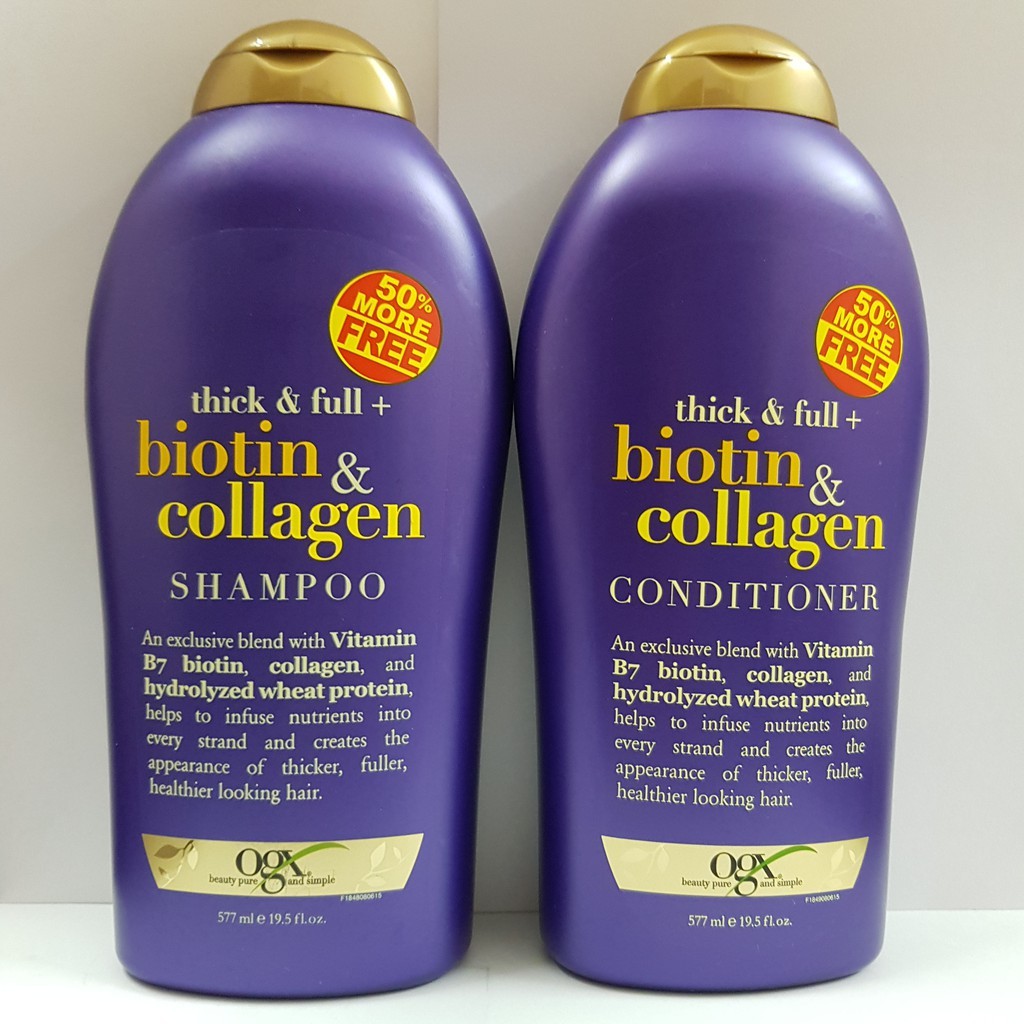 50%
MORE
FREE
thick & full +
biotin &
collagen
SHAMPOO
An exclusive blend with Vitamin
B7 biotin, collagen, and
hydrolyzed wheat protein,
helps to infuse nutrients into
every strand and creates the
appearance of thicker, fuller,
healthier looking hair.
ogx®
beauty pure and simple
F1848080615
577 ml e 19.5 fl.oz.
50%
MORE
FREE
thick & full +
biotin &
collagen
CONDITIONER
An exclusive blend with Vitamin
B7 biotin, collagen, and
hydrolyzed wheat protein,
helps to infuse nutrients into
every strand and creates the
appearance of thicker, fuller,
healthier looking hair.
ogx®
beauty pure and simple
F1849080615
577 ml e 19.5 fl.oz.